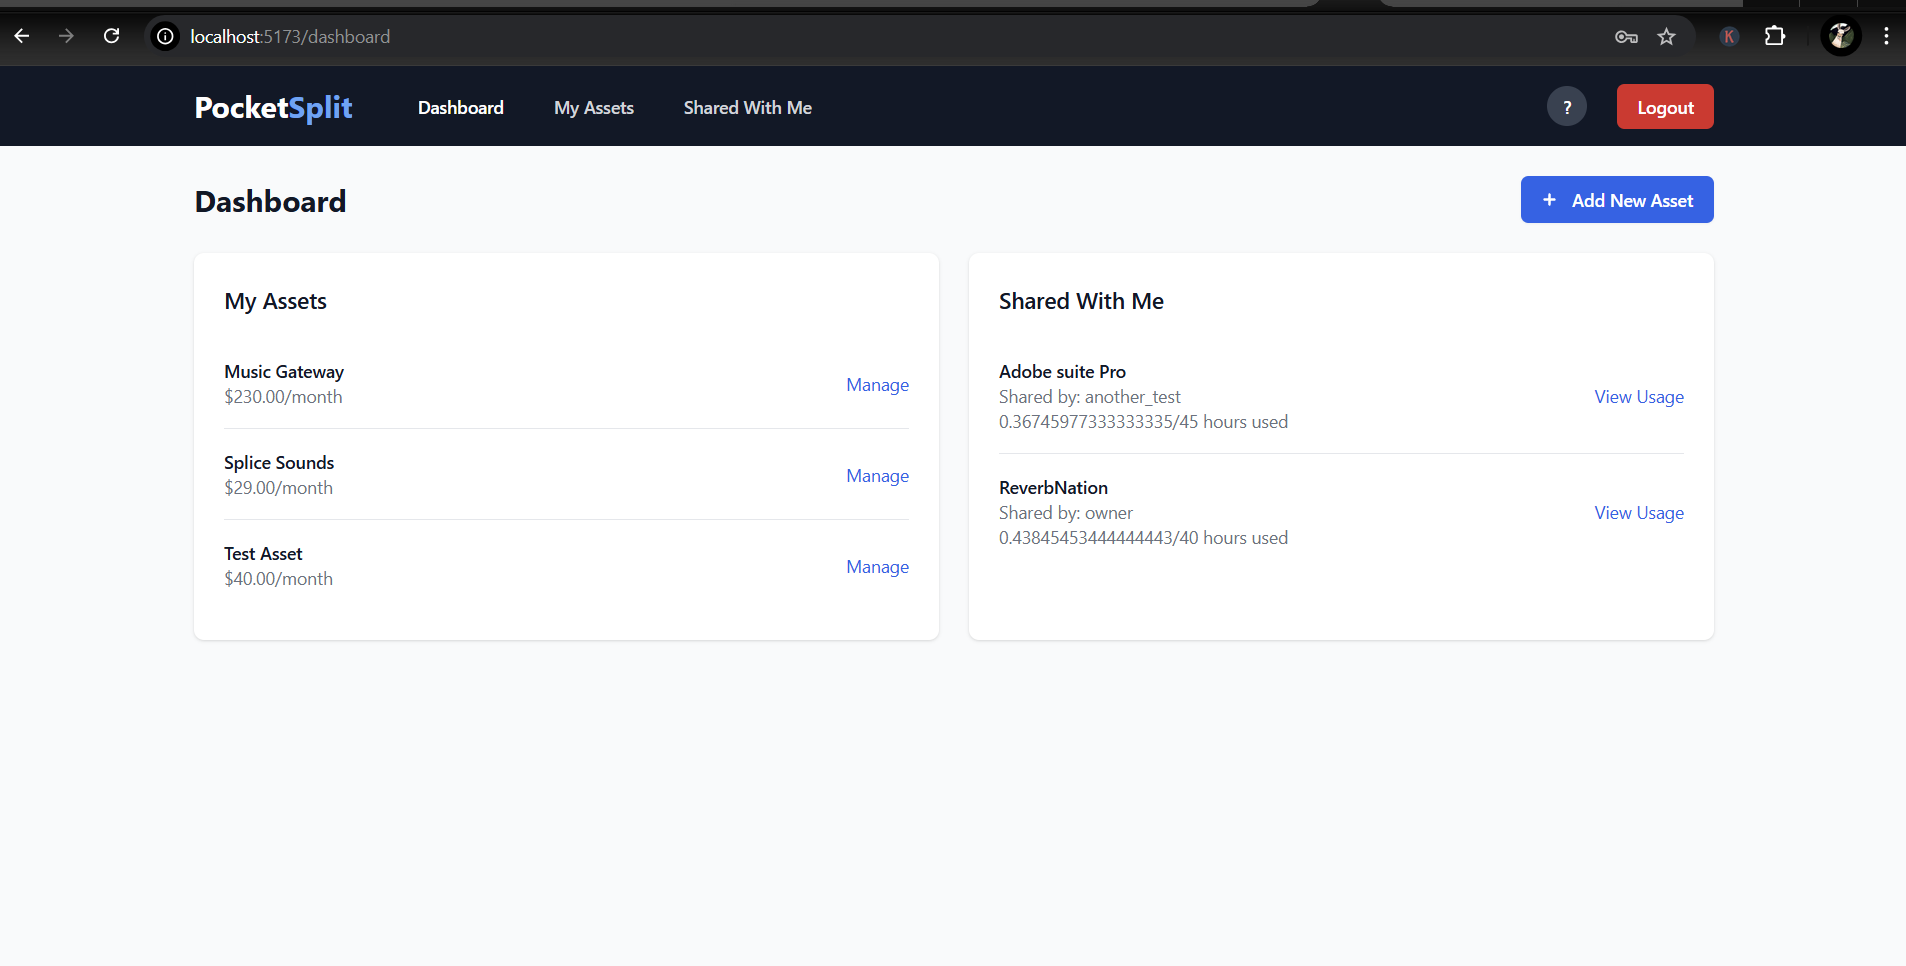 localhost:5173/dashboard
K
PocketSplit
Dashboard
My Assets
Shared With Me
?
Logout
Dashboard
+ Add New Asset
My Assets
Music Gateway
$230.00/month
Manage
Splice Sounds
$29.00/month
Manage
Test Asset
$40.00/month
Manage
Shared With Me
Adobe suite Pro
Shared by: another_test
0.36745977333333335/45 hours used
View Usage
ReverbNation
Shared by: owner
0.43845453444444443/40 hours used
View Usage